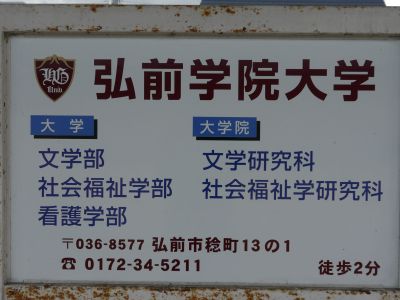 弘前学院大学
HG
Univ
大学 大学院
文学部 文学研究科
社会福祉学部 社会福祉学研究科
看護学部
〒036-8577 弘前市稔町13の1
☎ 0172-34-5211 徒歩2分